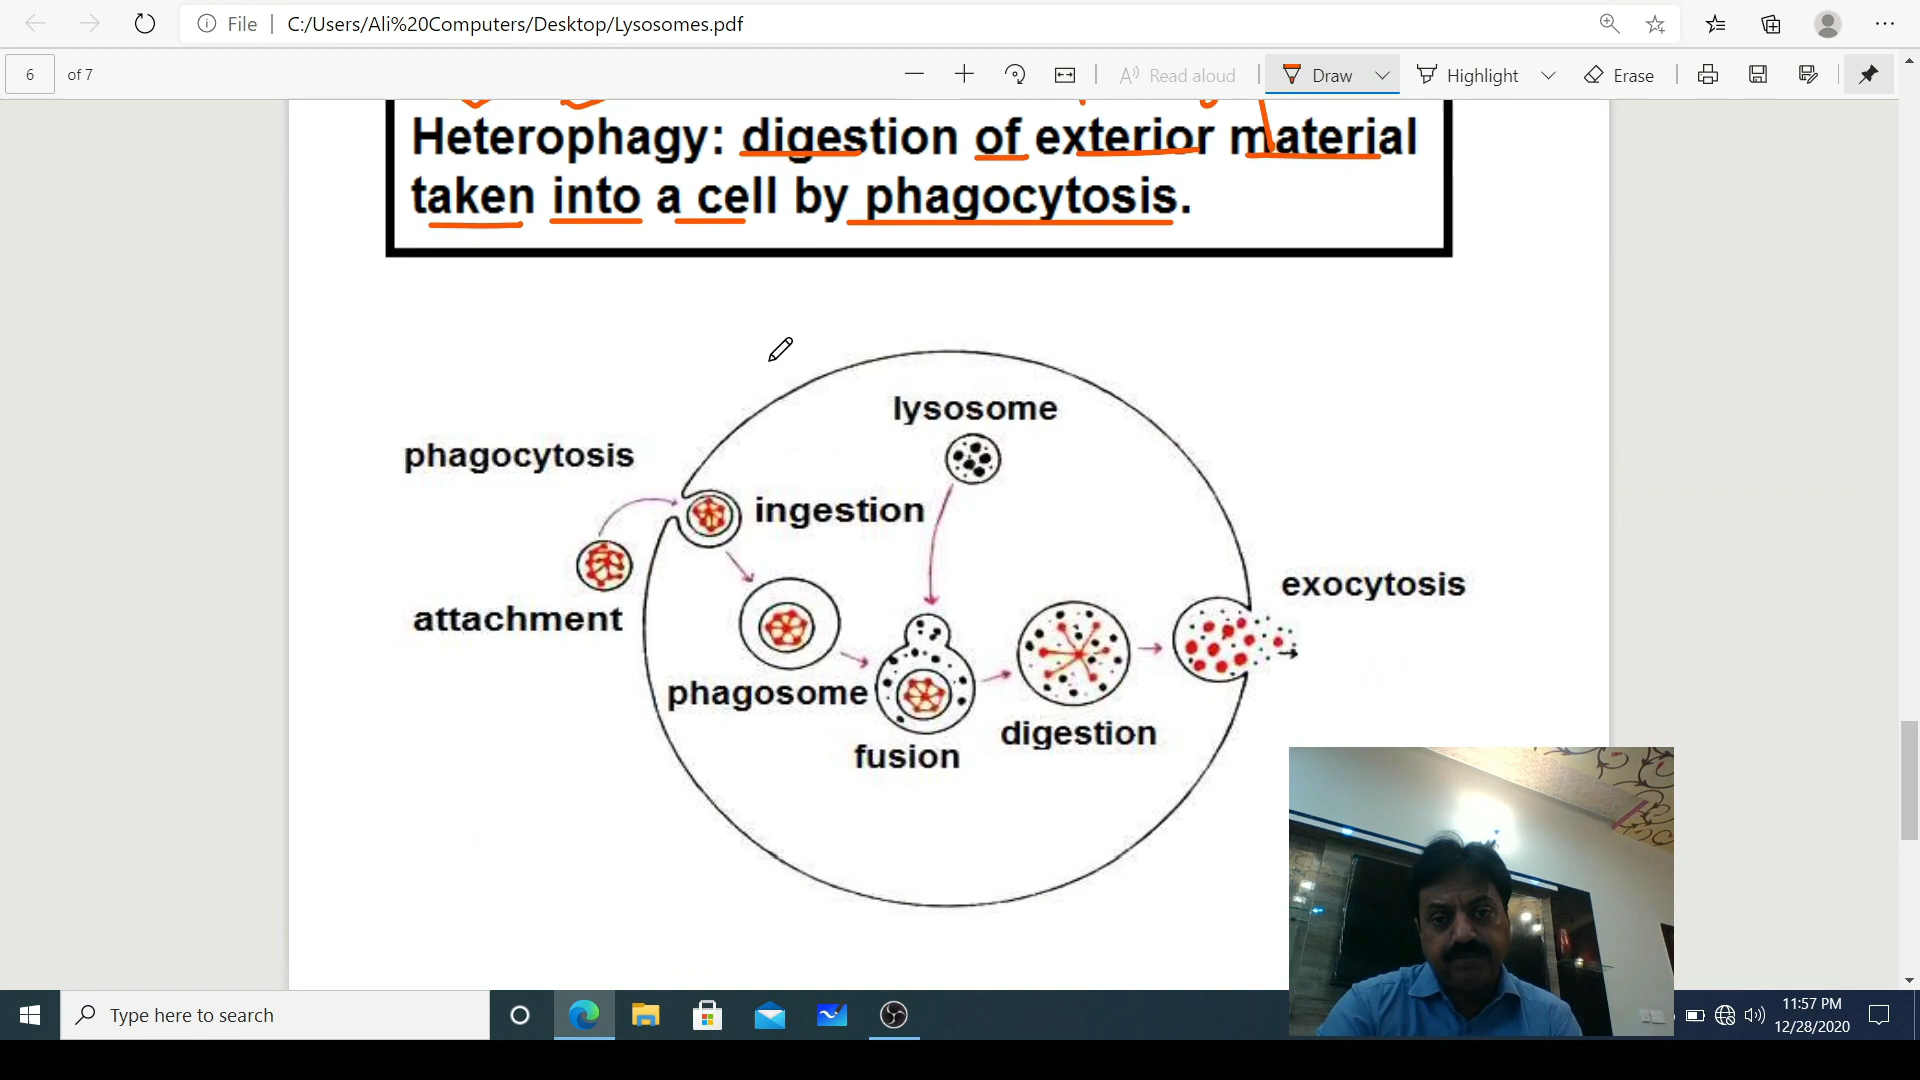 File
C:/Users/Ali%20Computers/Desktop/Lysosomes.pdf
6 of 7
Read aloud
Draw
Highlight
Erase
Heterophagy: digestion of exterior material
taken into a cell by phagocytosis.
lysosome
phagocytosis
ingestion
exocytosis
attachment
phagosome
digestion
fusion
Type here to search
11:57 PM
12/28/2020